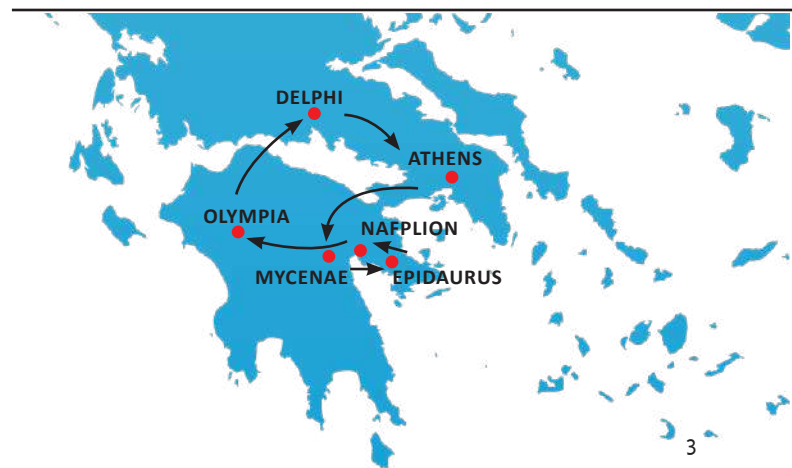 DELPHI
ATHENS
OLYMPIA
NAFPLION
MYCENAE
EPIDAURUS
3